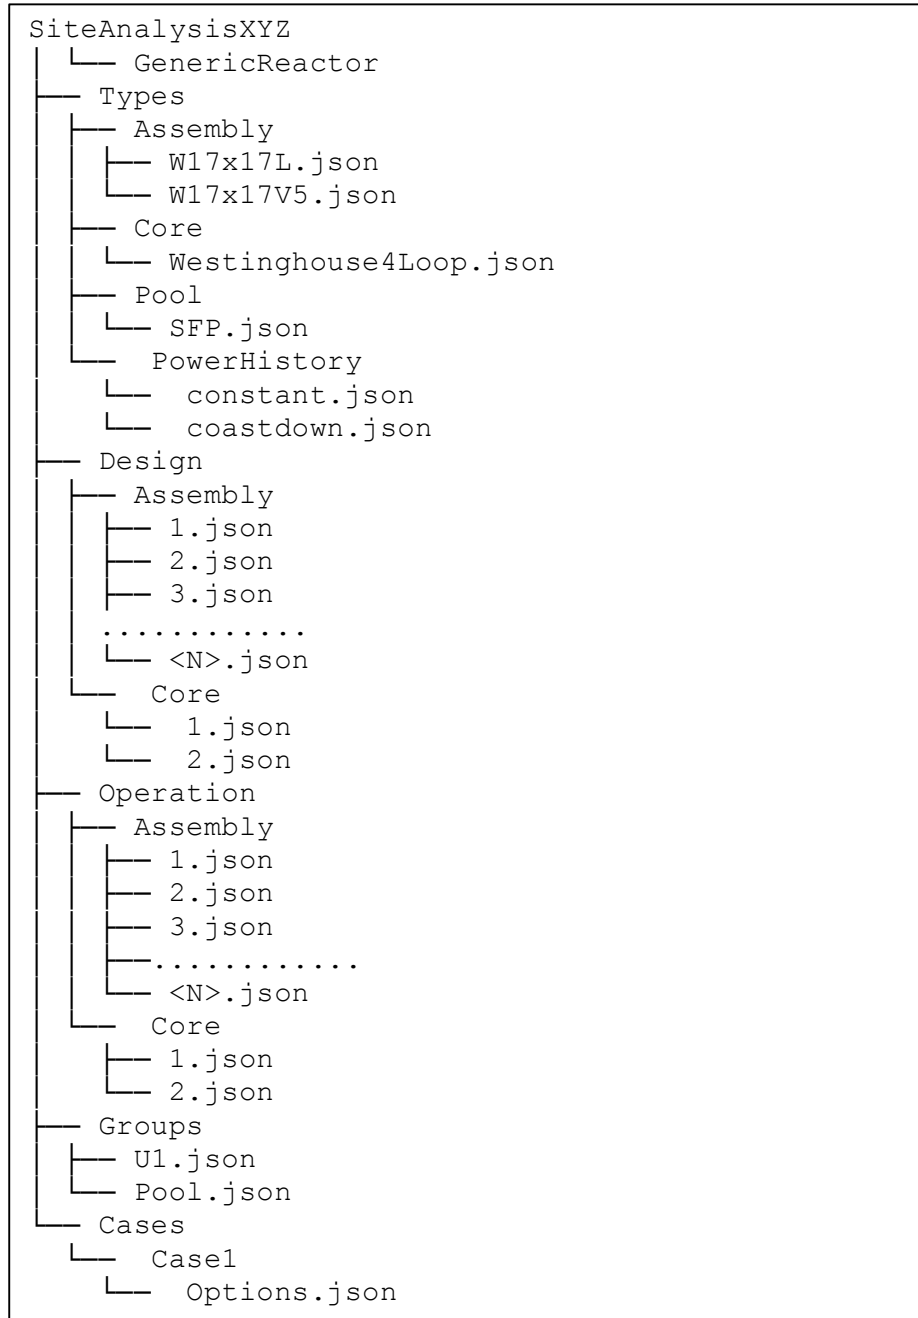 SiteAnalysisXYZ
│ └── GenericReactor
├── Types
│ ├── Assembly
│ │ ├── W17x17L.json
│ │ └── W17x17V5.json
│ ├── Core
│ │ └── Westinghouse4Loop.json
│ ├── Pool
│ │ └── SFP.json
│ └── PowerHistory
│   └── constant.json
│   └── coastdown.json
├── Design
│ ├── Assembly
│ │ ├── 1.json
│ │ ├── 2.json
│ │ ├── 3.json
│ │ ............
│ │ └── <N>.json
│ └── Core
│   └── 1.json
│   └── 2.json
├── Operation
│ ├── Assembly
│ │ ├── 1.json
│ │ ├── 2.json
│ │ ├── 3.json
│ │ ├──............
│ │ └── <N>.json
│ └── Core
│   ├── 1.json
│   └── 2.json
├── Groups
│ ├── U1.json
│ └── Pool.json
└── Cases
  └── Case1
    └── Options.json